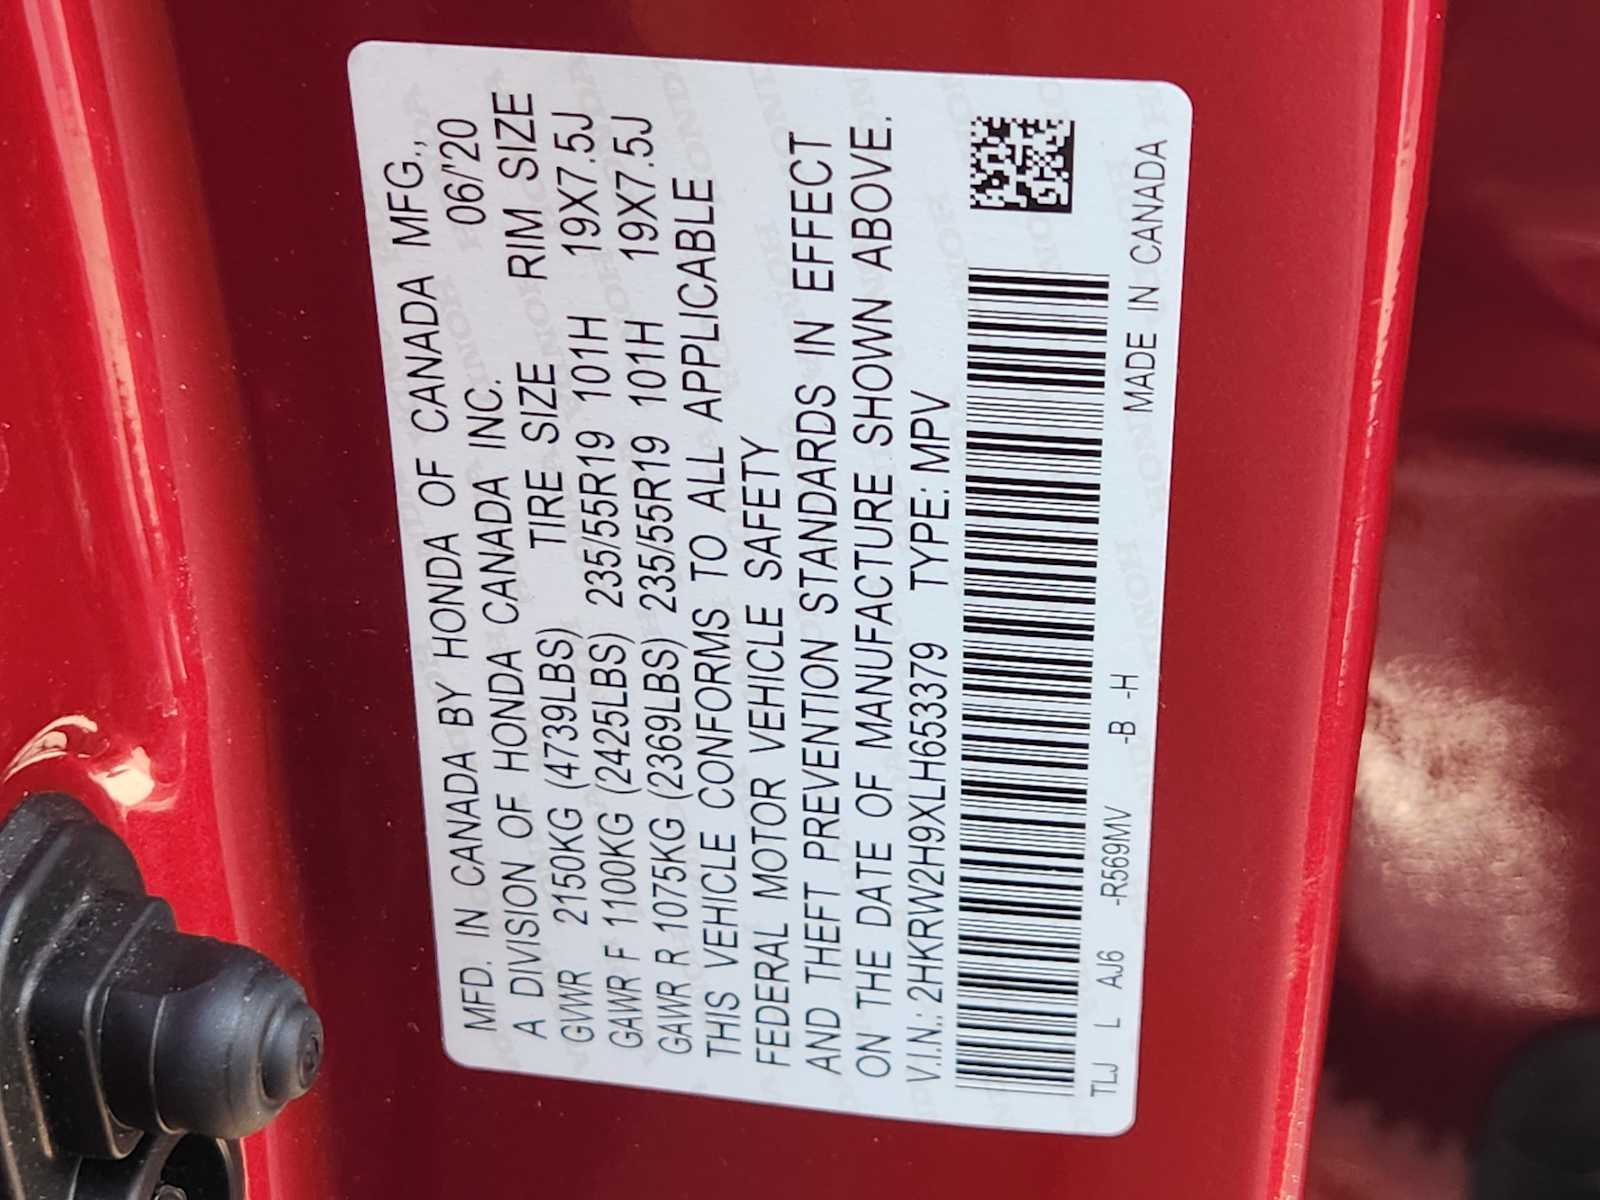 MFD. IN CANADA BY HONDA OF CANADA MFG.,
A DIVISION OF HONDA CANADA INC. 06/'20
GVWR 2150KG (4739LBS) TIRE SIZE RIM SIZE
GAWR F 1100KG (2425LBS) 235/55R19 101H 19X7.5J
GAWR R 1075KG (2369LBS) 235/55R19 101H 19X7.5J
THIS VEHICLE CONFORMS TO ALL APPLICABLE
FEDERAL MOTOR VEHICLE SAFETY
AND THEFT PREVENTION STANDARDS IN EFFECT
ON THE DATE OF MANUFACTURE SHOWN ABOVE.
V.I.N.: 2HKRW2H9XLH653379 TYPE: MPV
TLJ L AJ6 -R569MV -B -H MADE IN CANADA